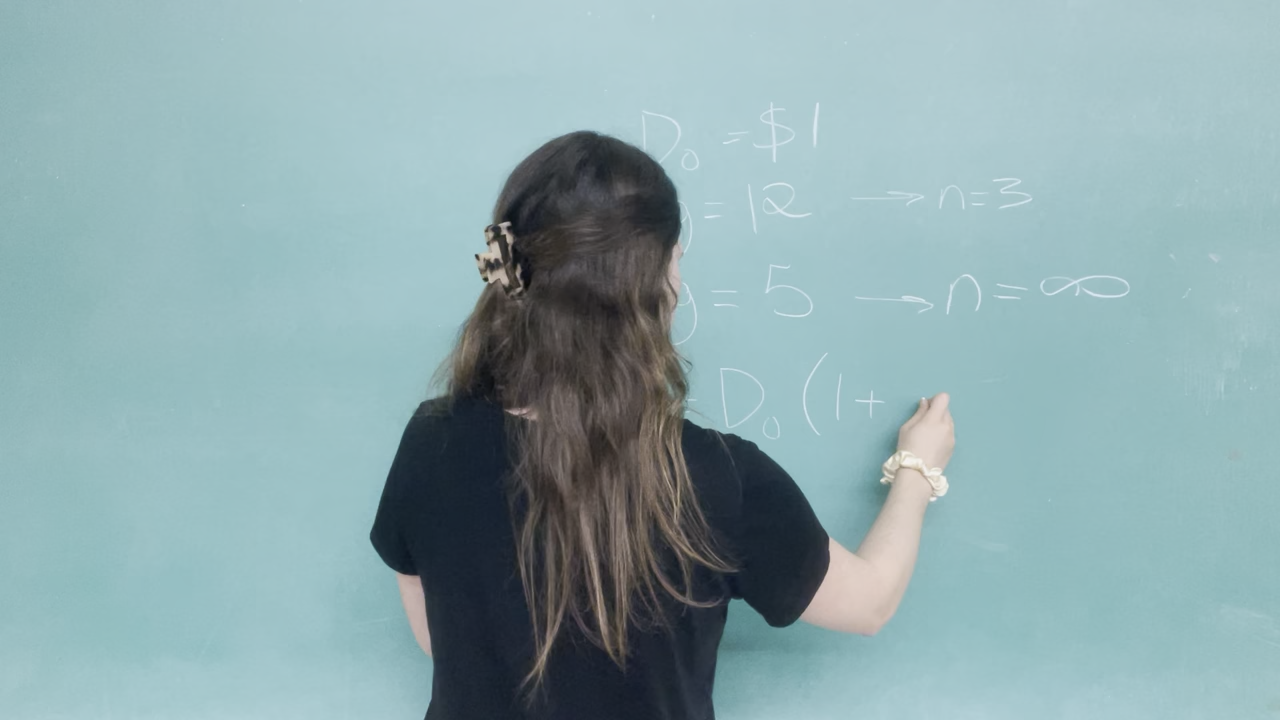 D₀ = $1
g = 12 → n=3
g = 5 → n = ∞
= D₀ (1+